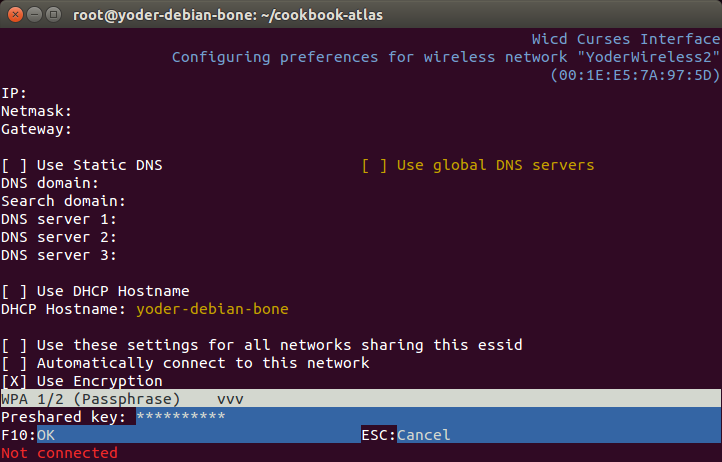 root@yoder-debian-bone: ~/cookbook-atlas
Wicd Curses Interface
Configuring preferences for wireless network "YoderWireless2"
(00:1E:E5:7A:97:5D)
IP:
Netmask:
Gateway:
[ ] Use Static DNS [ ] Use global DNS servers
DNS domain:
Search domain:
DNS server 1:
DNS server 2:
DNS server 3:
[ ] Use DHCP Hostname
DHCP Hostname: yoder-debian-bone
[ ] Use these settings for all networks sharing this essid
[ ] Automatically connect to this network
[X] Use Encryption
WPA 1/2 (Passphrase) vvv
Preshared key: **********
F10:OK ESC:Cancel
Not connected